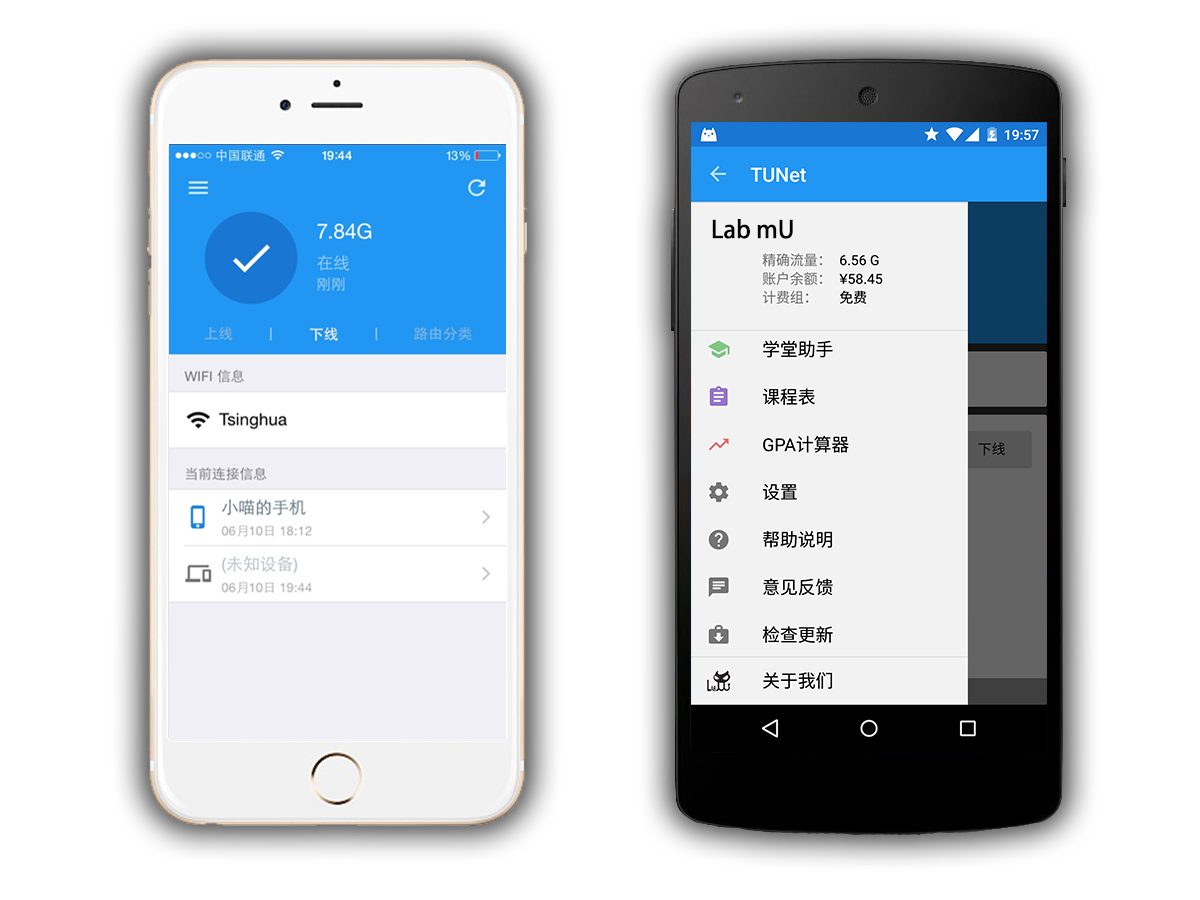 中国联通
19:44
13%
7.84G
在线
刚刚
上线 | 下线 | 路由分类
WIFI 信息
Tsinghua
当前连接信息
小喵的手机
06月10日 18:12
(未知设备)
06月10日 19:44
19:57
TUNet
Lab mU
精确流量： 6.56 G
账户余额： ¥58.45
计费组： 免费
学堂助手
课程表
GPA计算器
下线
设置
帮助说明
意见反馈
检查更新
关于我们